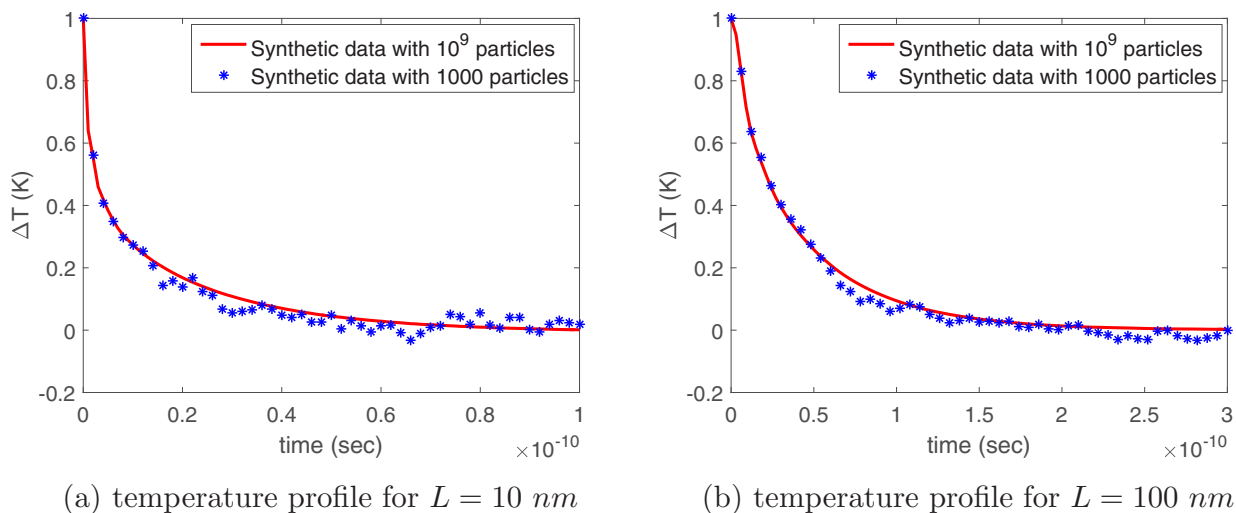 Synthetic data with 10⁹ particles
Synthetic data with 1000 particles
1
0.8
0.6
0.4
0.2
0
-0.2
ΔT (K)
0 0.2 0.4 0.6 0.8 1
time (sec)
×10⁻¹⁰
(a) temperature profile for L = 10 nm
Synthetic data with 10⁹ particles
Synthetic data with 1000 particles
1
0.8
0.6
0.4
0.2
0
-0.2
ΔT (K)
0 0.5 1 1.5 2 2.5 3
time (sec)
×10⁻¹⁰
(b) temperature profile for L = 100 nm